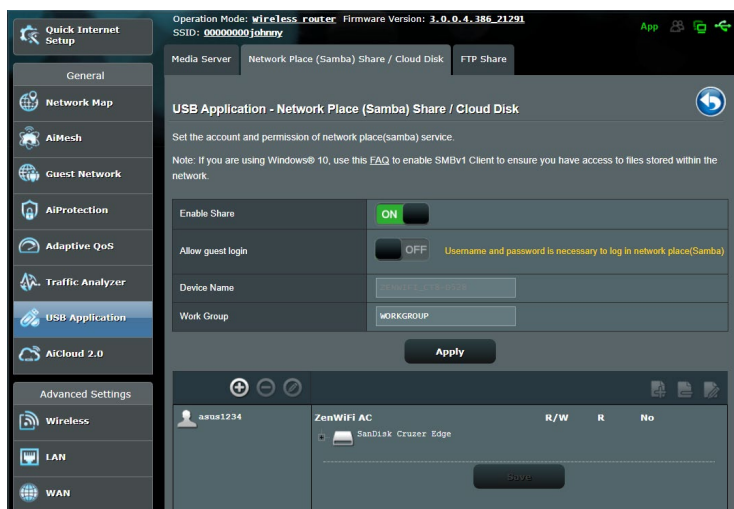 Quick Internet
Setup
Operation Mode: Wireless router Firmware Version: 3.0.0.4.386_21291
SSID: 00000000johnny
App
Media Server
Network Place (Samba) Share / Cloud Disk
FTP Share
General
Network Map
AiMesh
Guest Network
AiProtection
Adaptive QoS
Traffic Analyzer
USB Application
AiCloud 2.0
Advanced Settings
Wireless
LAN
WAN
USB Application - Network Place (Samba) Share / Cloud Disk
Set the account and permission of network place(samba) service.
Note: If you are using Windows® 10, use this FAQ to enable SMBv1 Client to ensure you have access to files stored within the
network.
Enable Share
ON
Allow guest login
OFF
Username and password is necessary to log in network place(Samba)
Device Name
Work Group
WORKGROUP
Apply
asus1234
ZenWiFi AC
R/W
R
No
SanDisk Cruzer Edge
Save